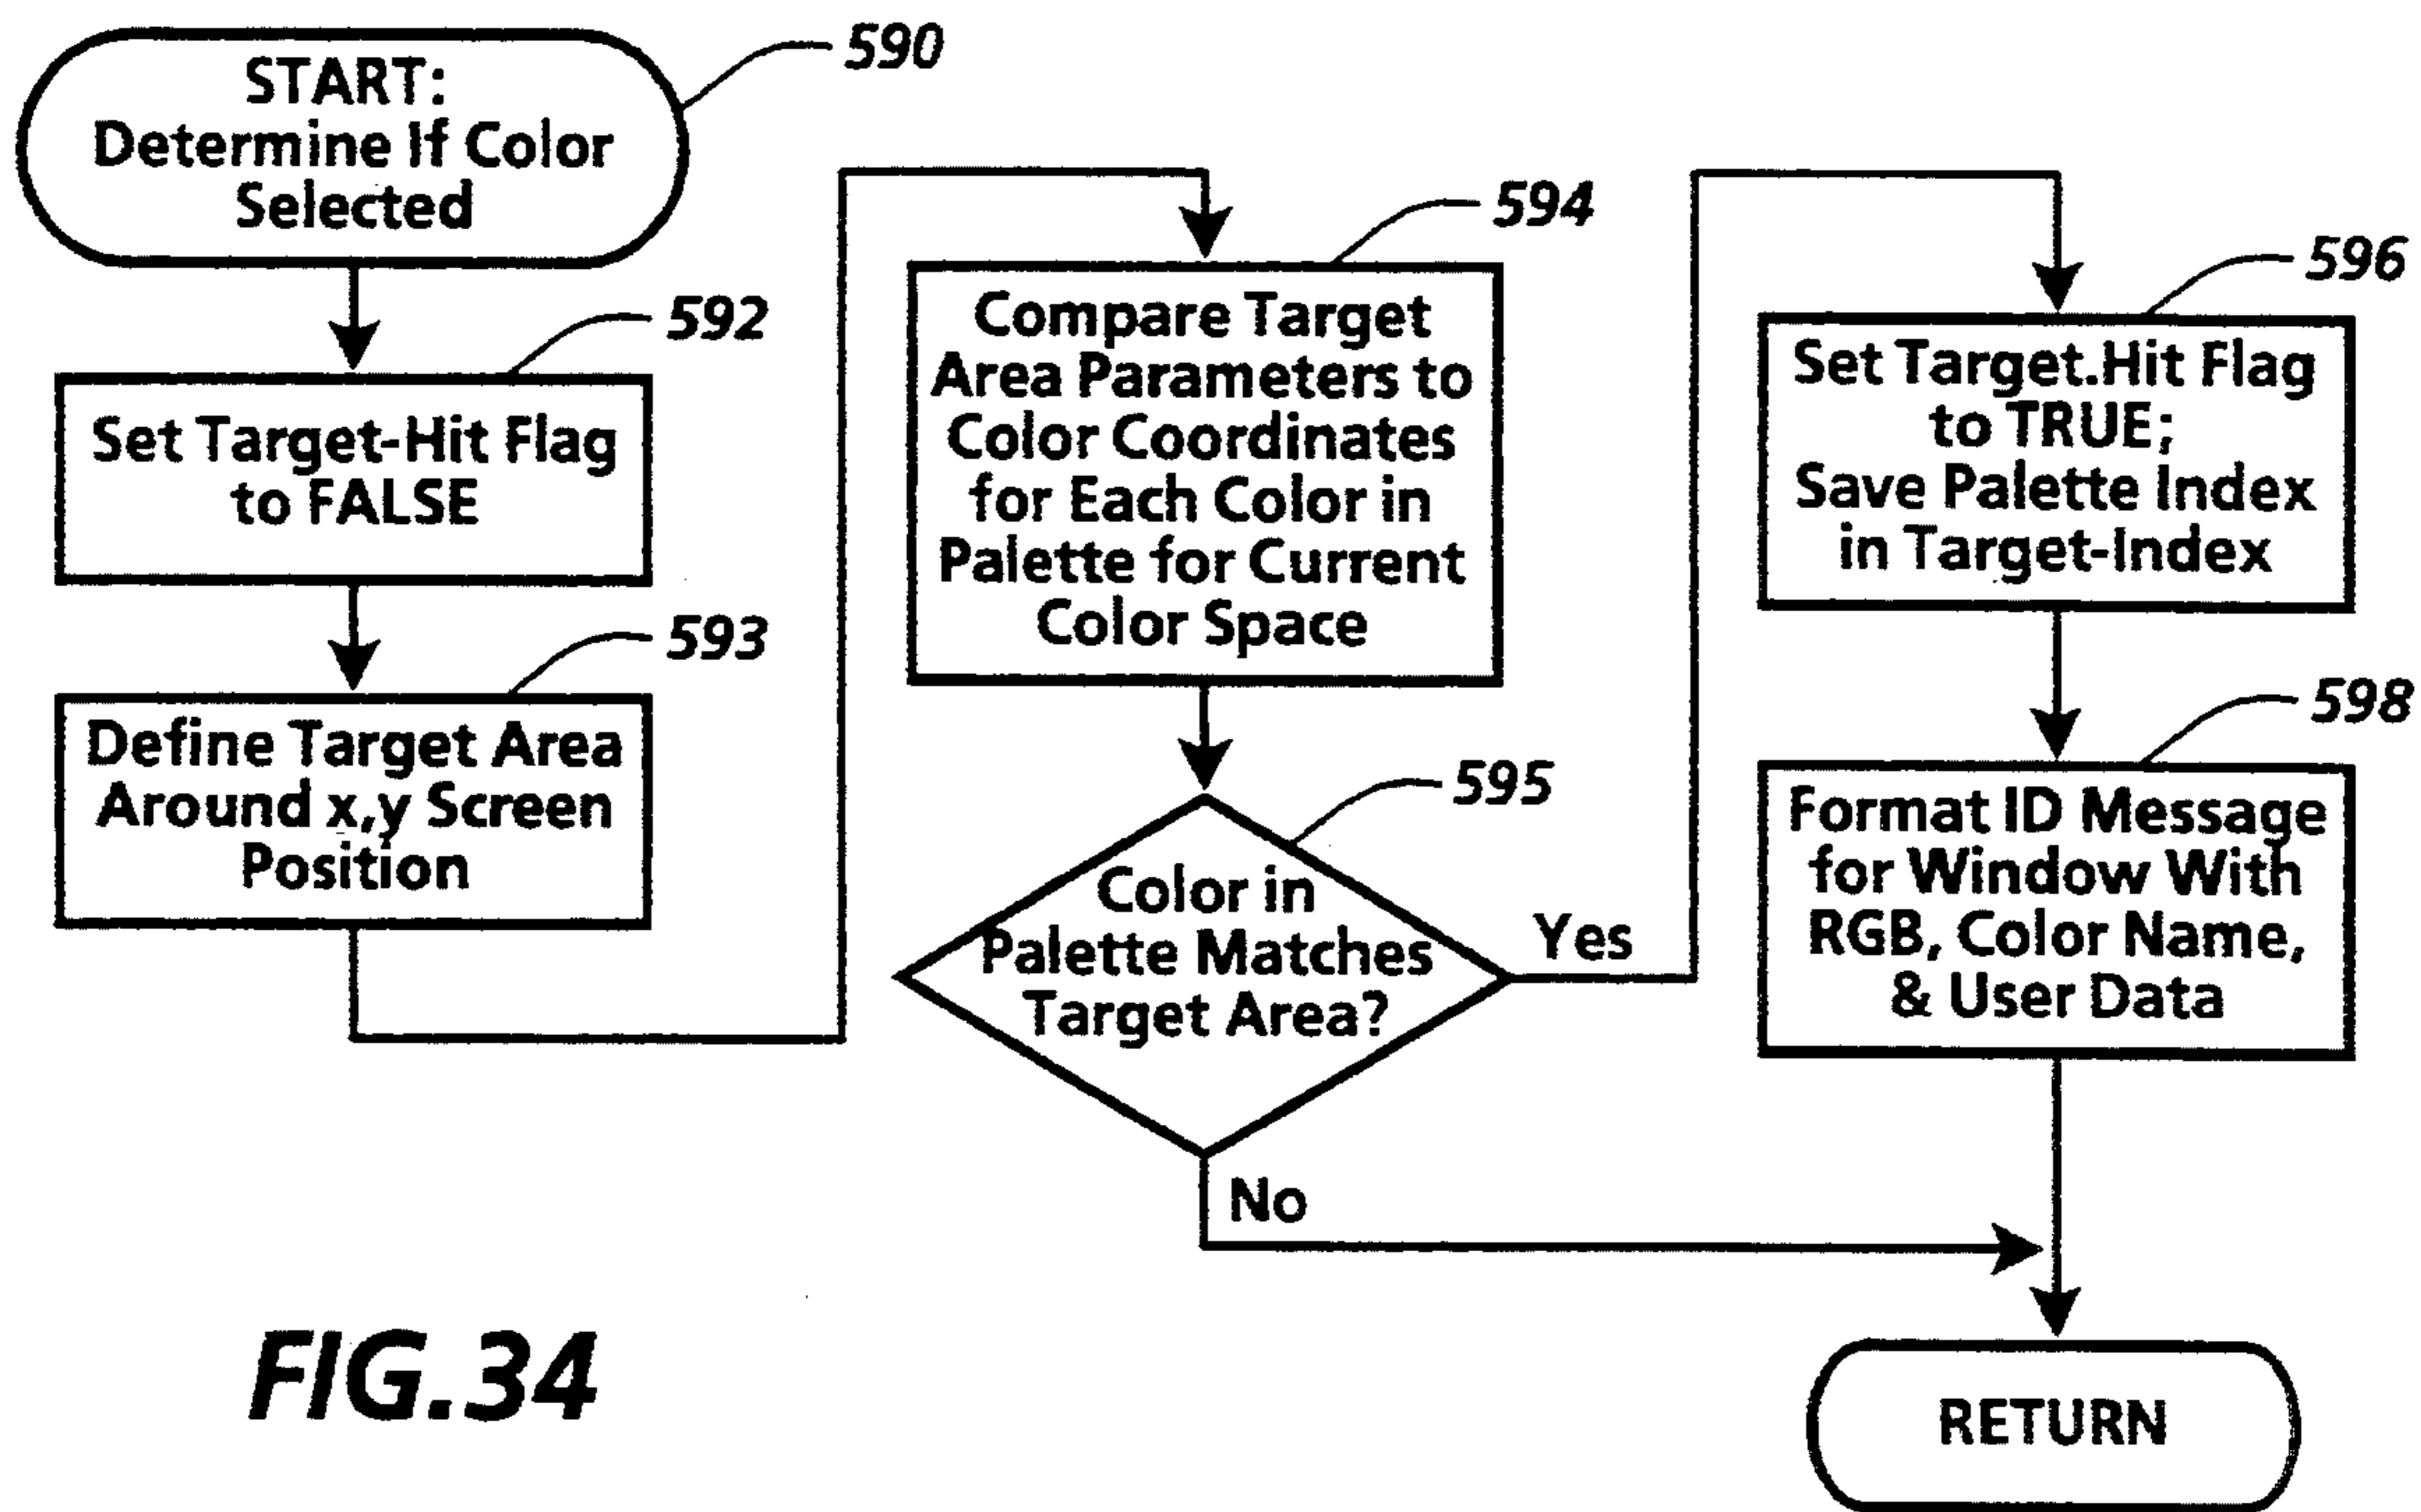 590
START:
Determine If Color
Selected
592
Set Target-Hit Flag
to FALSE
593
Define Target Area
Around x,y Screen
Position
594
Compare Target
Area Parameters to
Color Coordinates
for Each Color in
Palette for Current
Color Space
595
Color in
Palette Matches
Target Area?
Yes
No
596
Set Target.Hit Flag
to TRUE;
Save Palette Index
in Target-Index
598
Format ID Message
for Window With
RGB, Color Name,
& User Data
RETURN
FIG.34